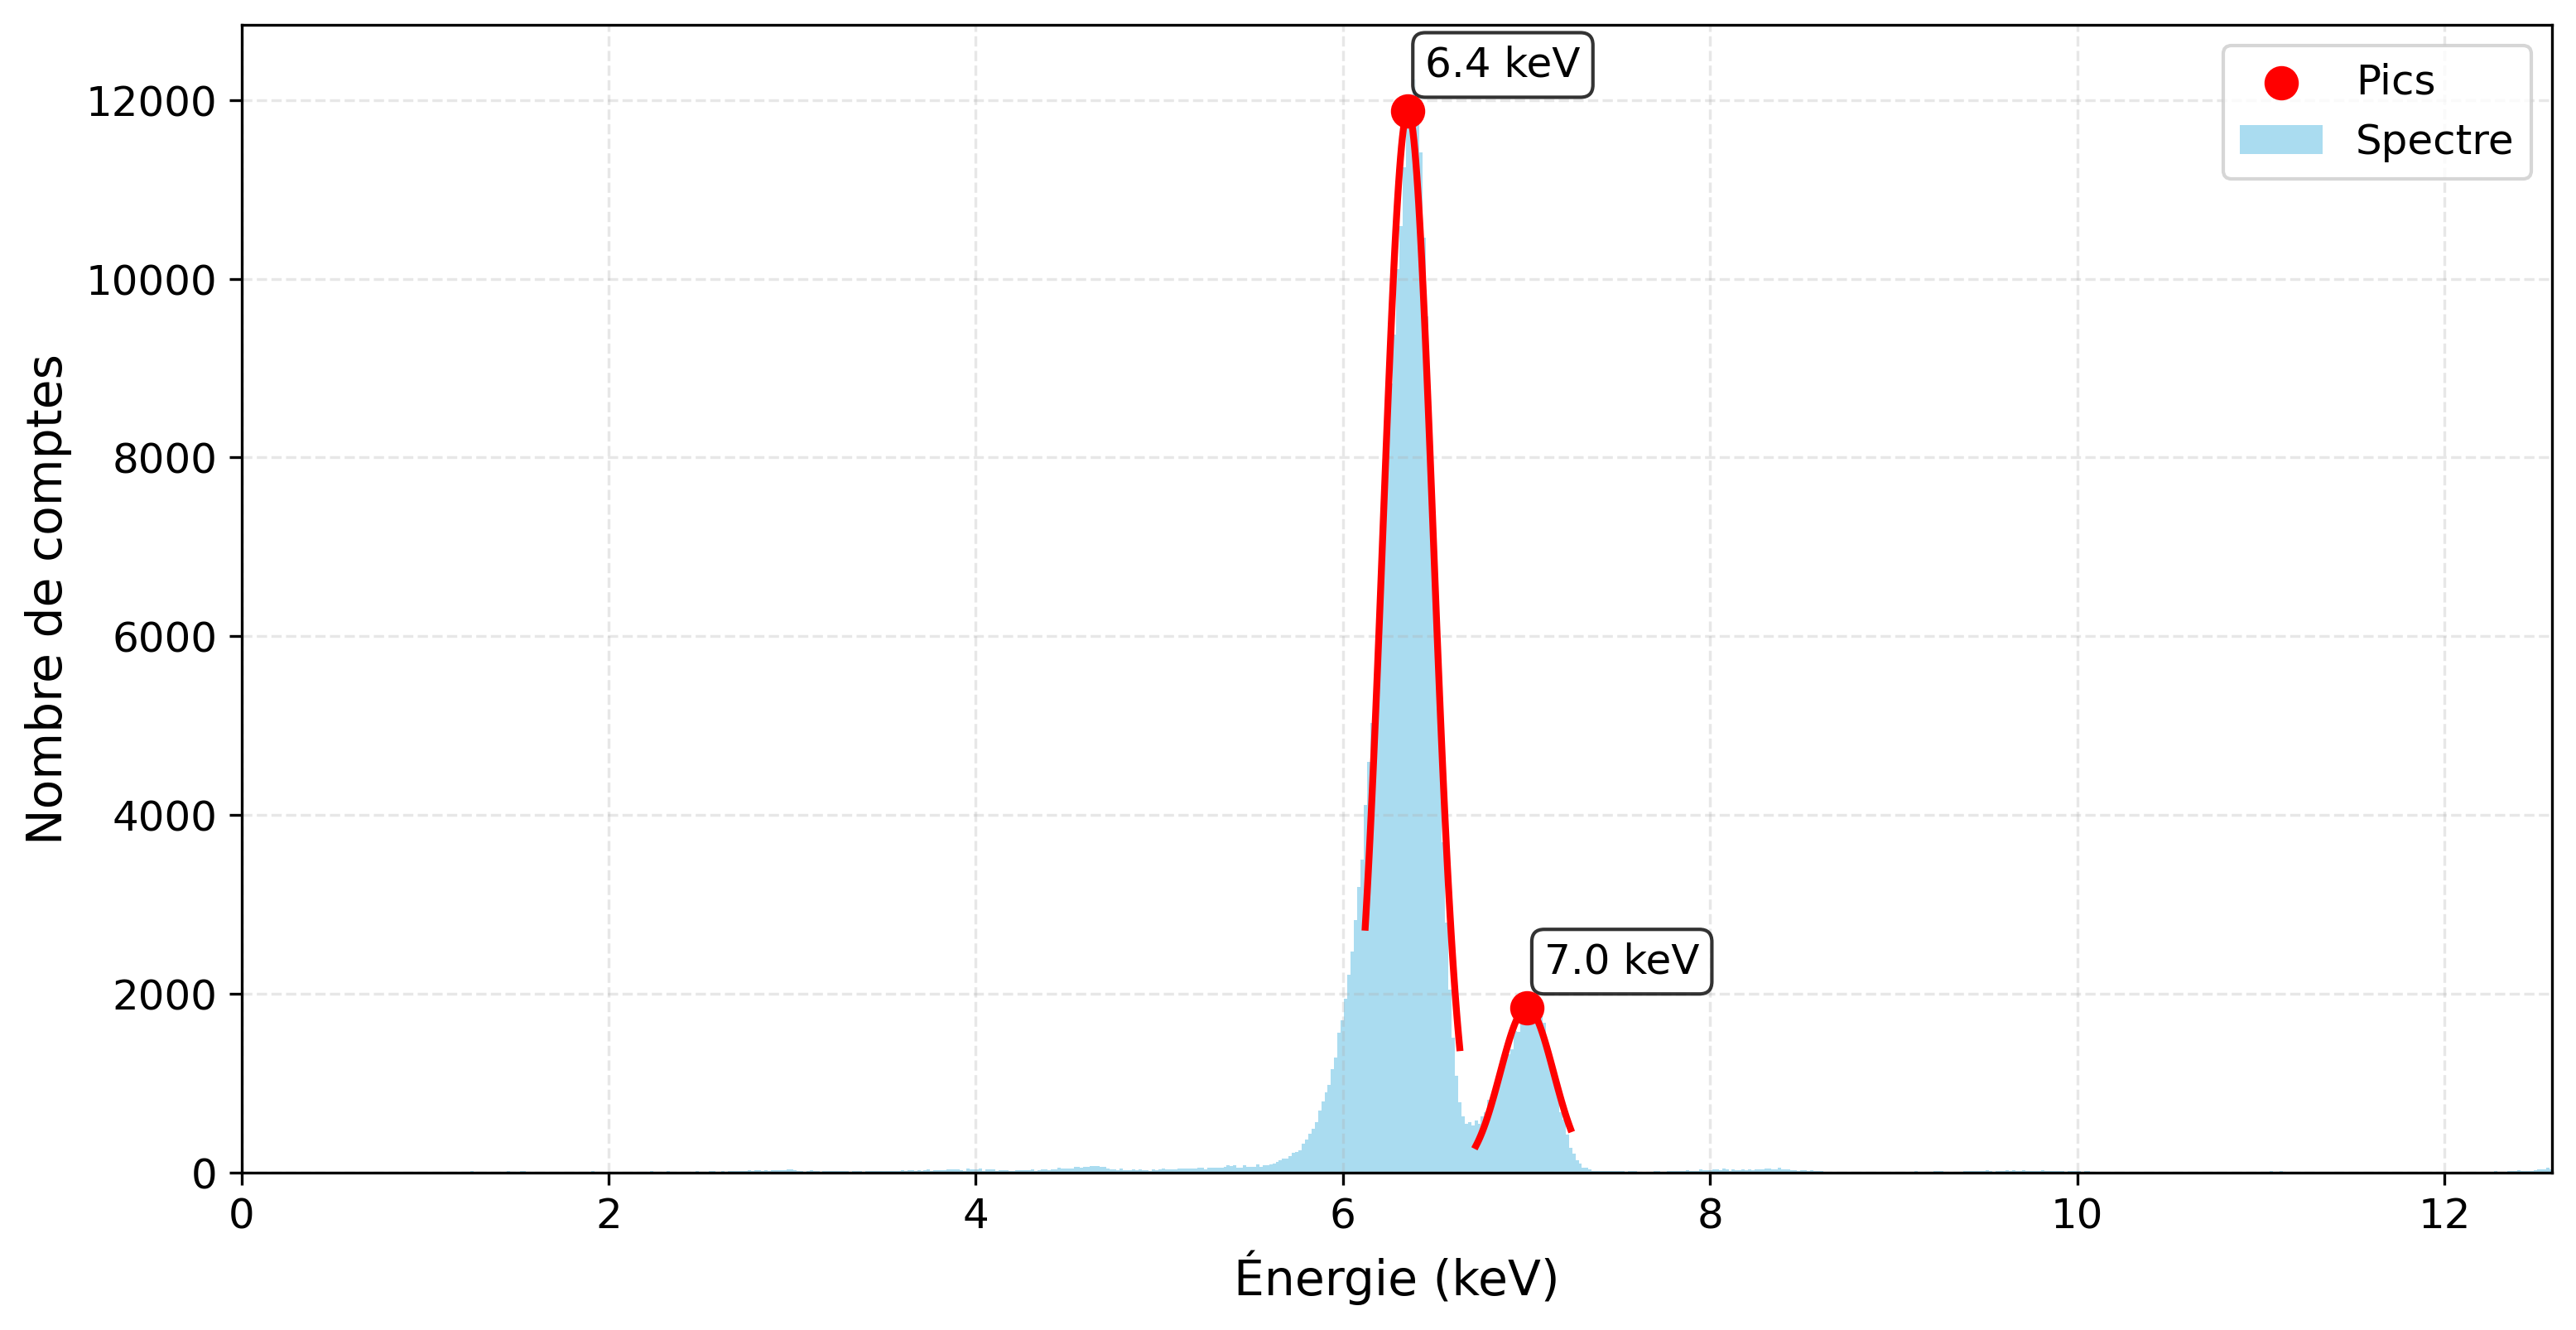 6.4 keV
Pics
Spectre
12000
10000
8000
6000
4000
2000
0
Nombre de comptes
7.0 keV
0 2 4 6 8 10 12
Énergie (keV)